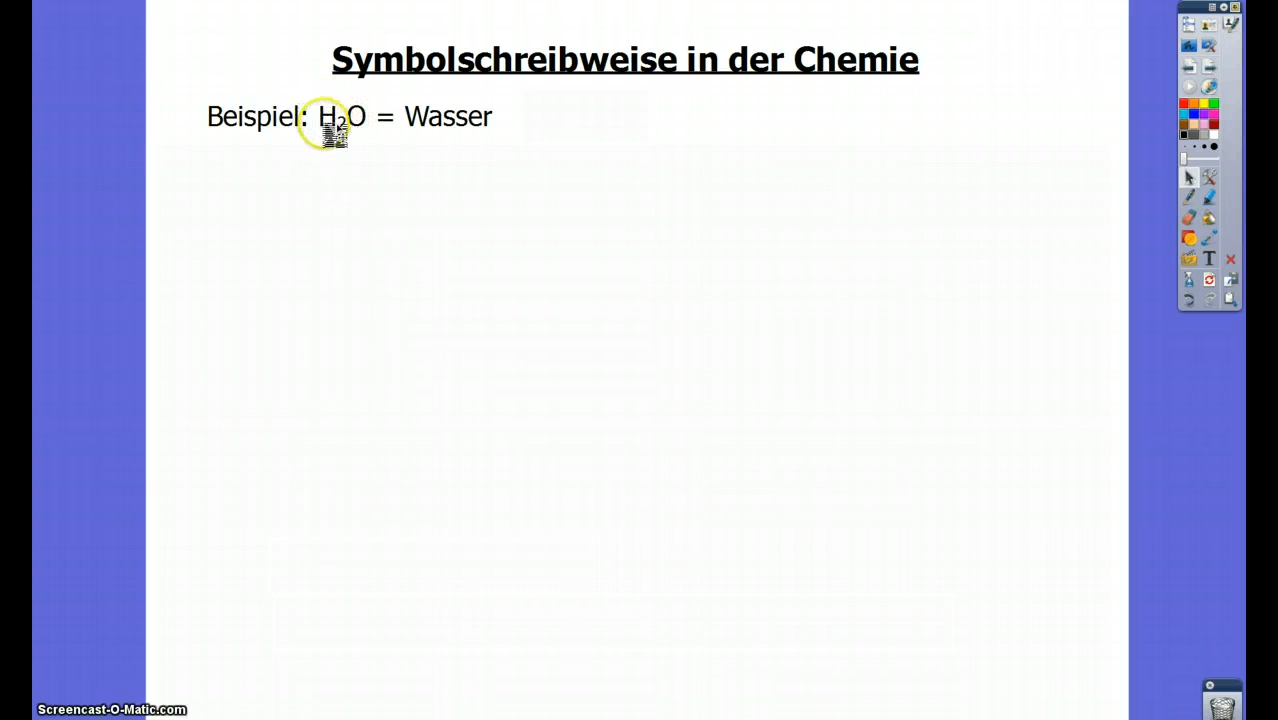 Symbolschreibweise in der Chemie
Beispiel: H₂O = Wasser
Screencast-O-Matic.com